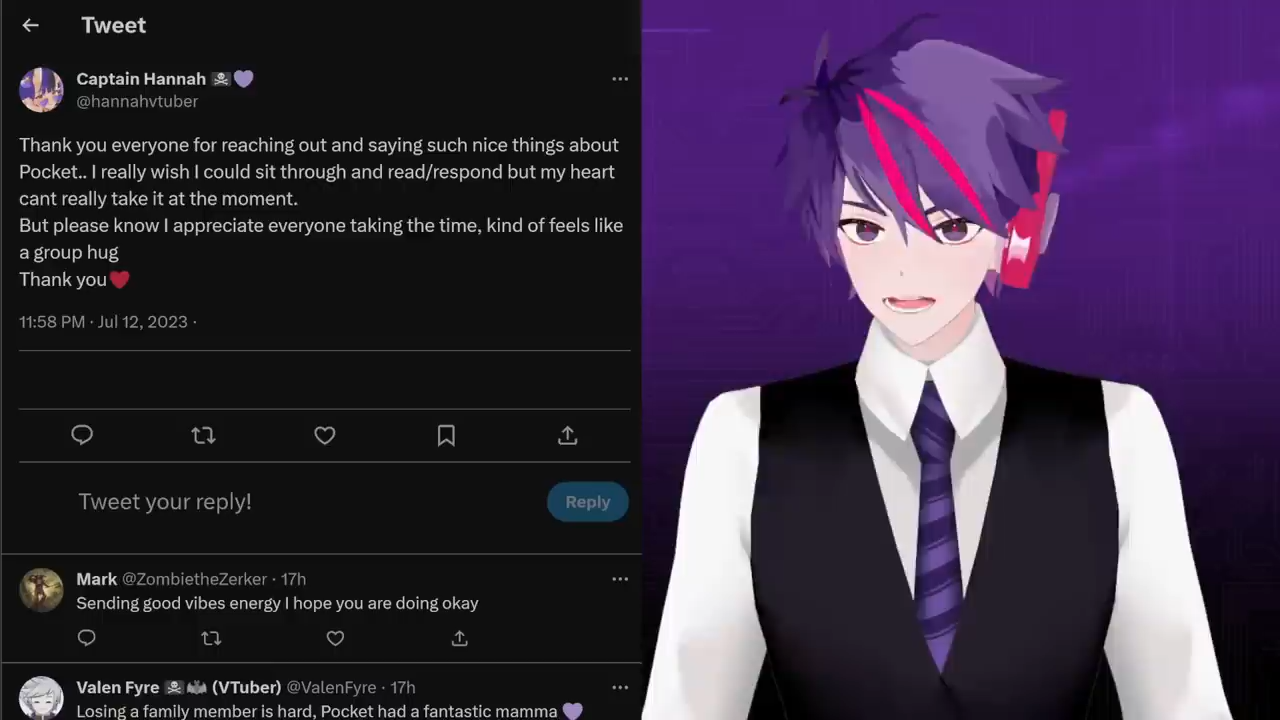 Tweet
Captain Hannah ☠️💜
@hannahvtuber
Thank you everyone for reaching out and saying such nice things about
Pocket.. I really wish I could sit through and read/respond but my heart
cant really take it at the moment.
But please know I appreciate everyone taking the time, kind of feels like
a group hug
Thank you❤️
11:58 PM · Jul 12, 2023 ·
Tweet your reply!
Reply
Mark @ZombietheZerker · 17h
Sending good vibes energy I hope you are doing okay
Valen Fyre ☠️🦇 (VTuber) @ValenFyre · 17h
Losing a family member is hard, Pocket had a fantastic mamma 💜